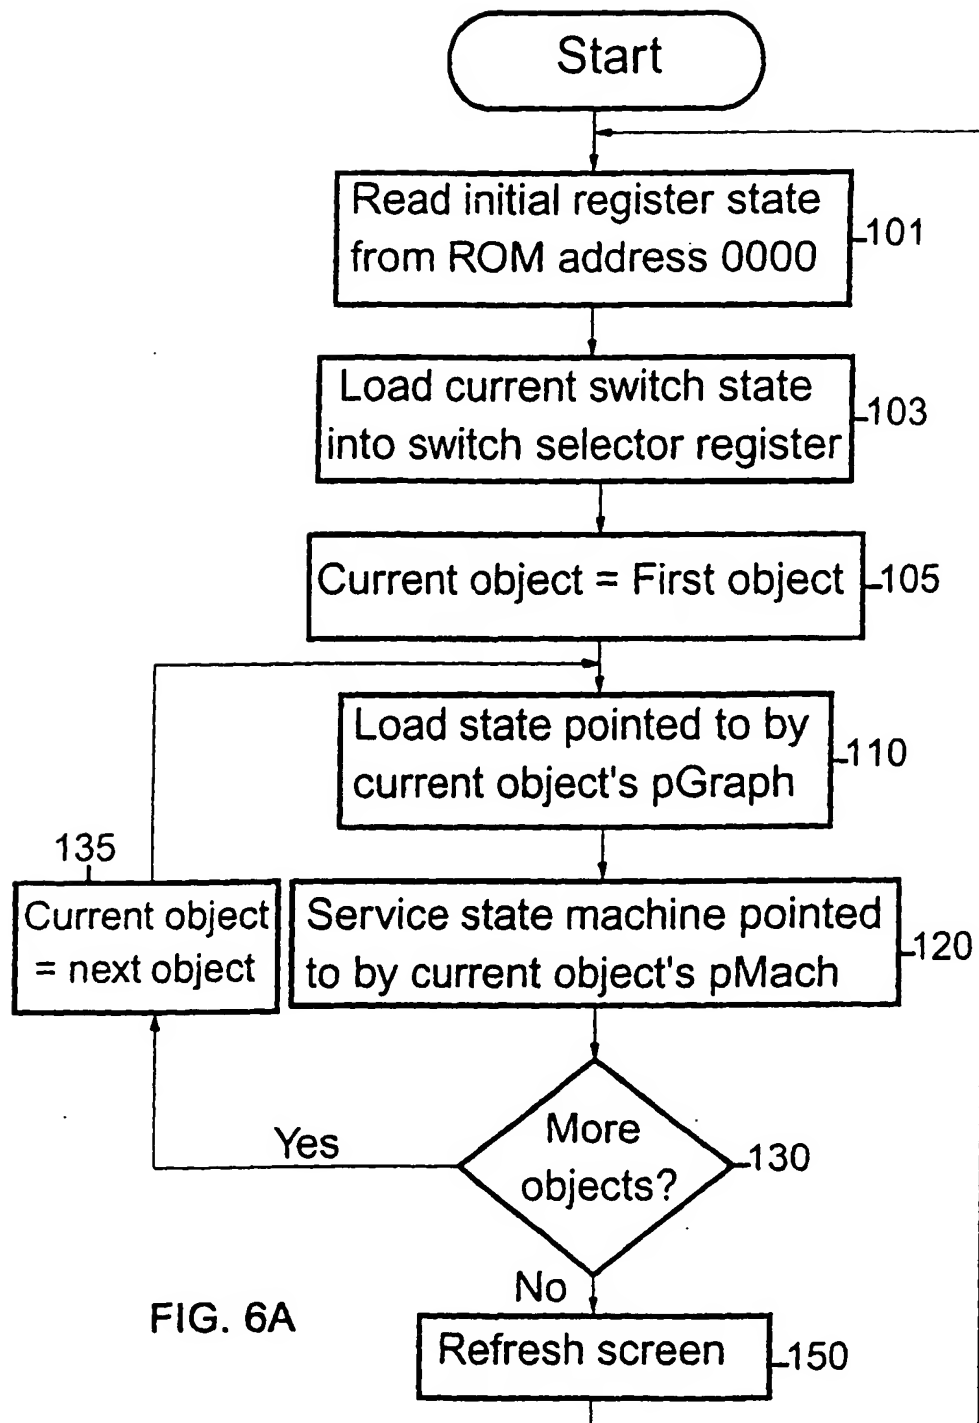 Start
Read initial register state
from ROM address 0000
101
Load current switch state
into switch selector register
103
Current object = First object
105
Load state pointed to by
current object's pGraph
110
135
Current object
= next object
Service state machine pointed
to by current object's pMach
120
More
objects?
130
Yes
No
FIG. 6A
Refresh screen
150